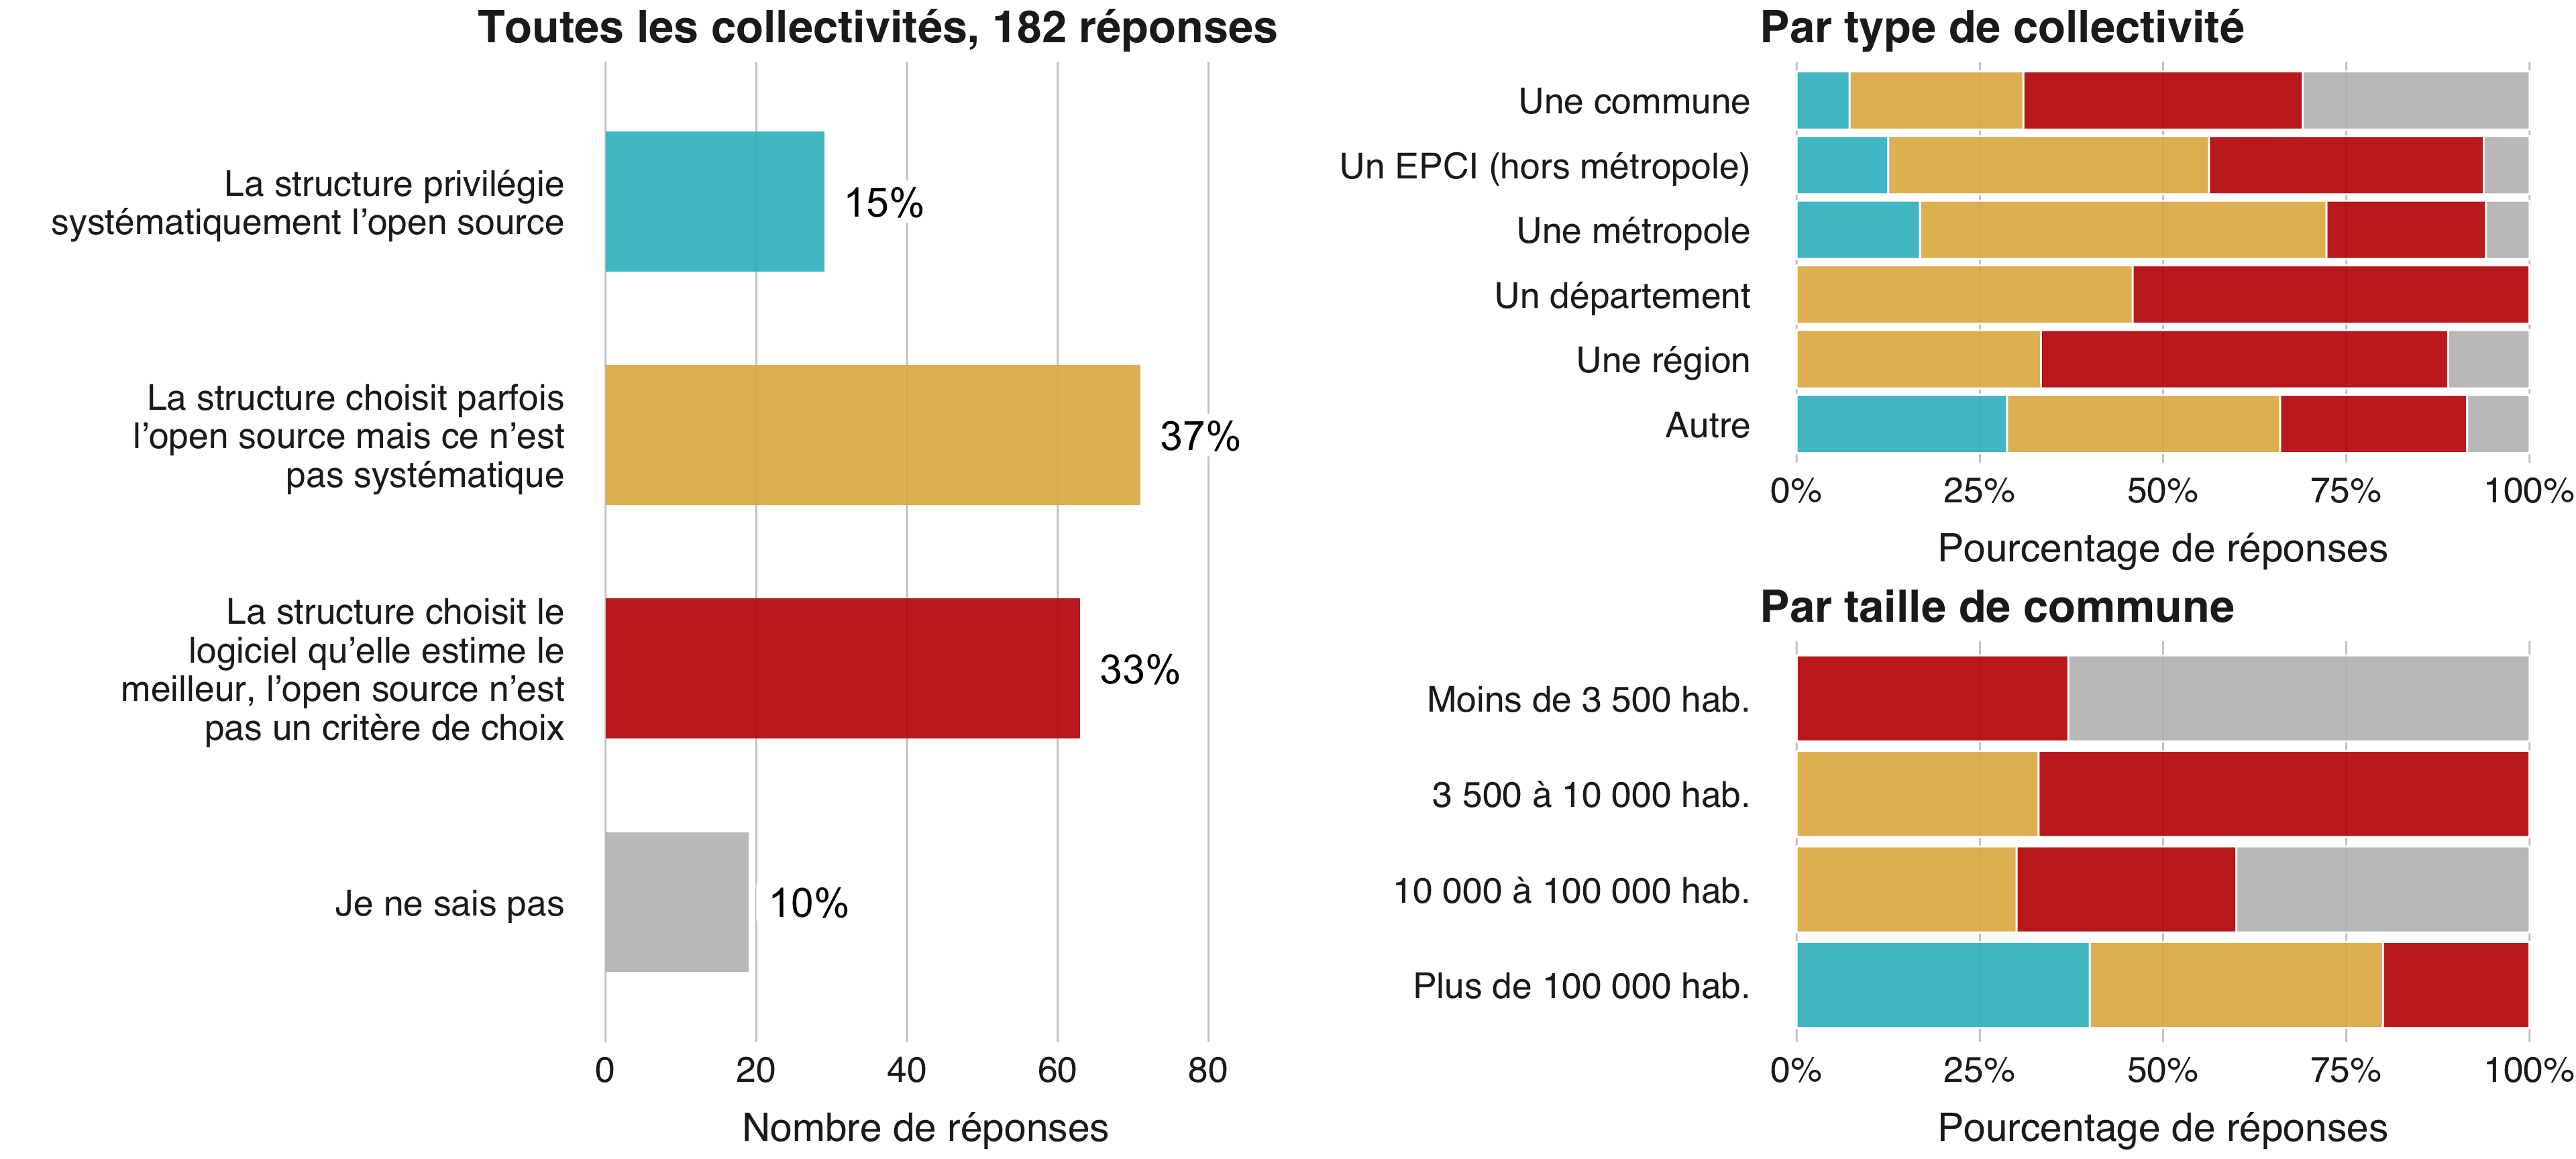 Toutes les collectivités, 182 réponses
La structure privilégie
systématiquement l’open source
15%
La structure choisit parfois
l’open source mais ce n’est
pas systématique
37%
La structure choisit le
logiciel qu’elle estime le
meilleur, l’open source n’est
pas un critère de choix
33%
Je ne sais pas
10%
0 20 40 60 80
Nombre de réponses
Par type de collectivité
Une commune
Un EPCI (hors métropole)
Une métropole
Un département
Une région
Autre
0% 25% 50% 75% 100%
Pourcentage de réponses
Par taille de commune
Moins de 3 500 hab.
3 500 à 10 000 hab.
10 000 à 100 000 hab.
Plus de 100 000 hab.
0% 25% 50% 75% 100%
Pourcentage de réponses